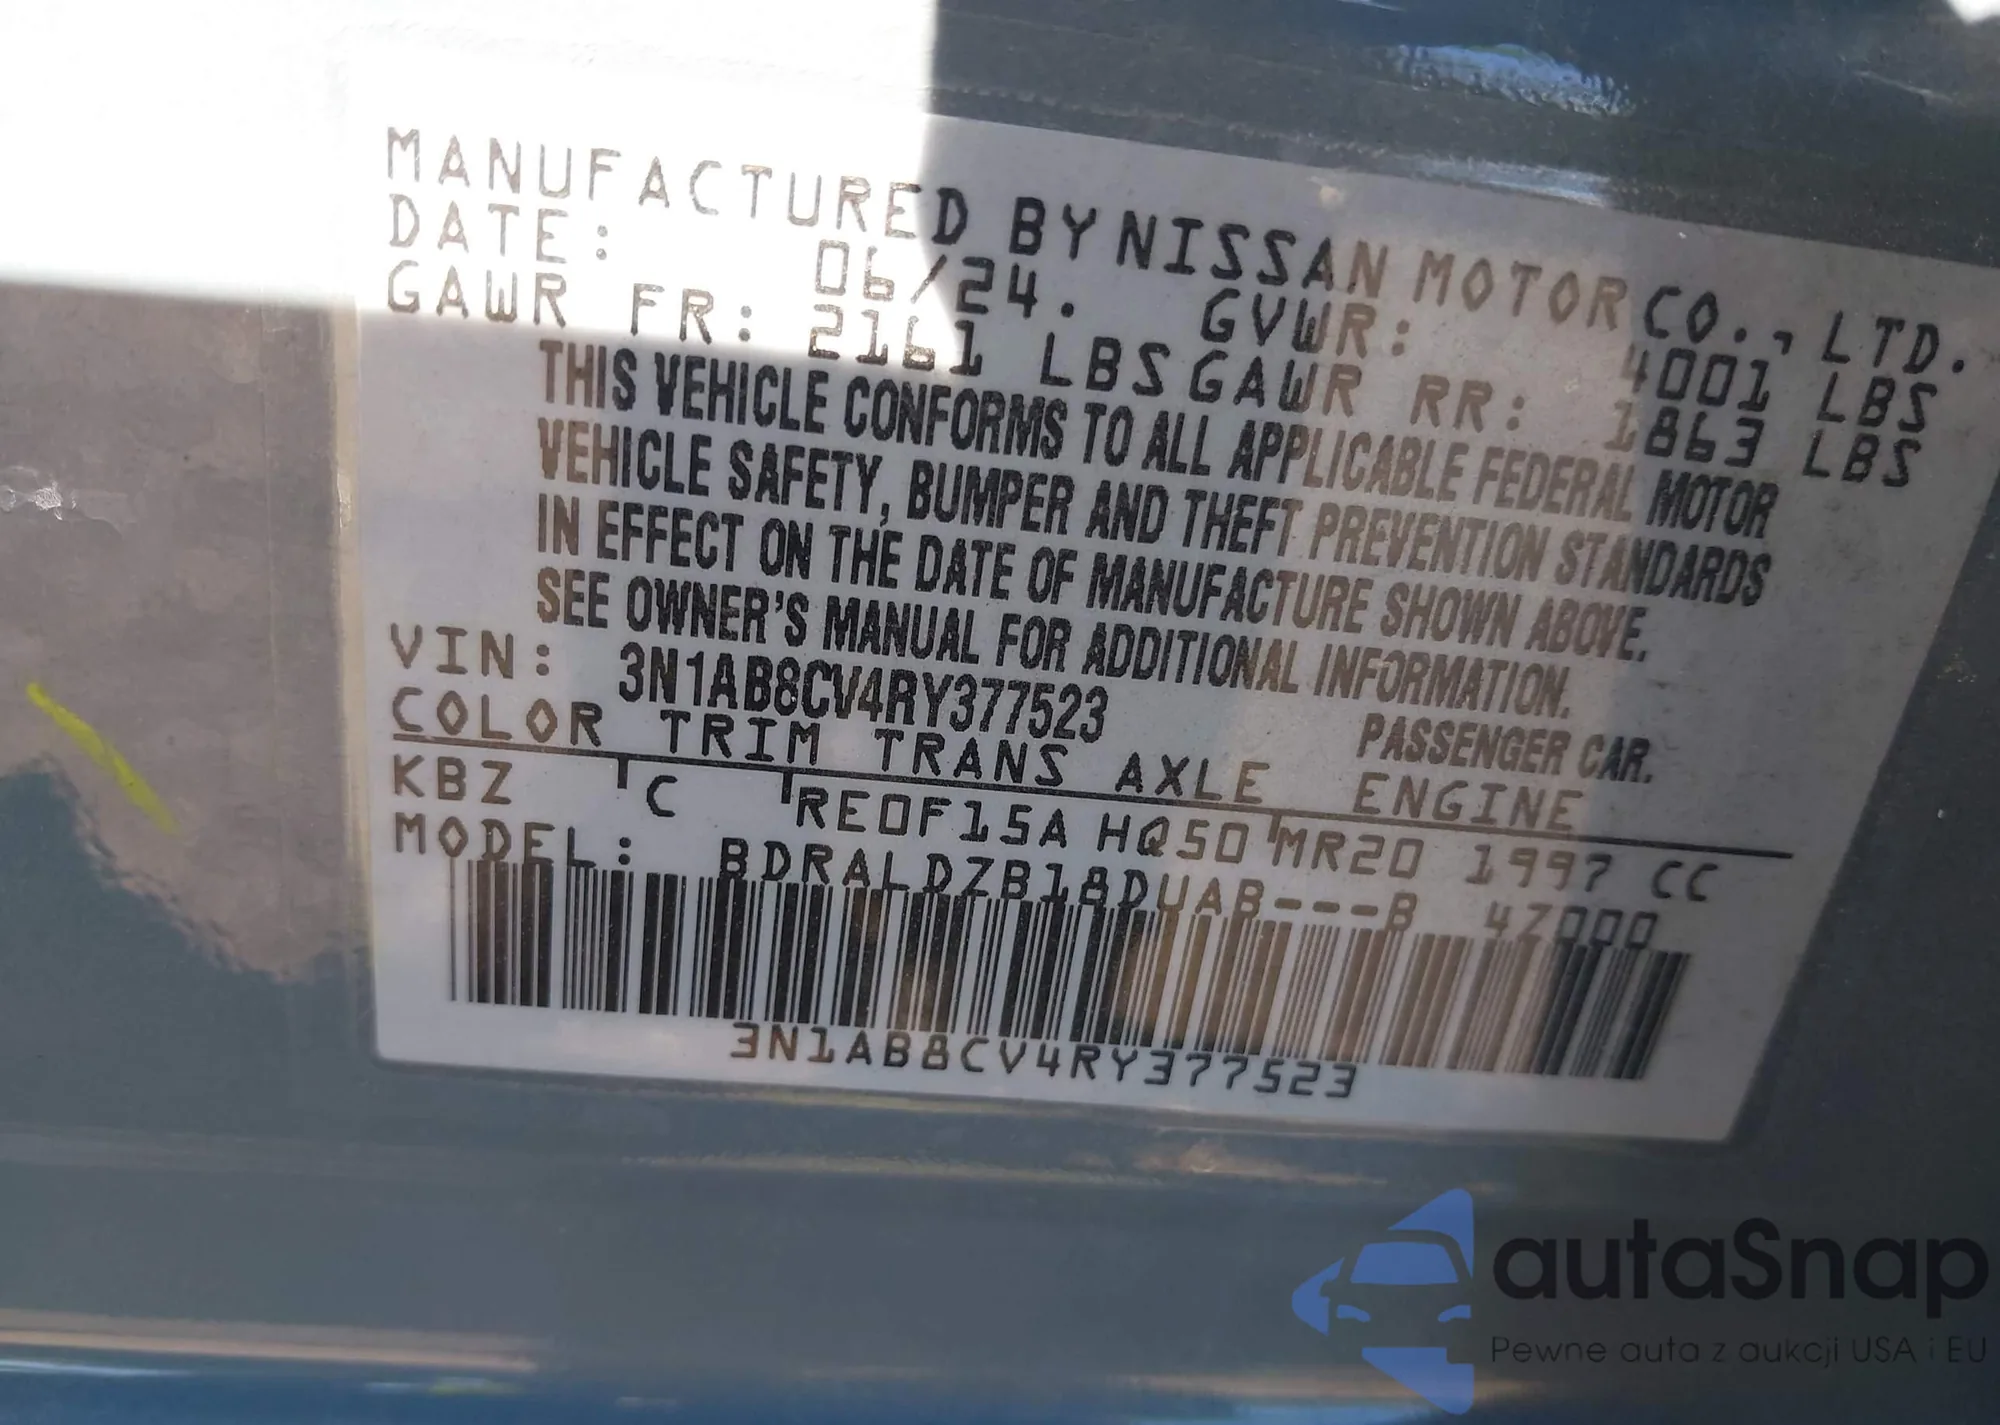 MANUFACTURED BY NISSAN MOTOR CO., LTD.
DATE: 06/24. GVWR: 4001 LBS
GAWR FR: 2161 LBS GAWR RR: 1863 LBS
THIS VEHICLE CONFORMS TO ALL APPLICABLE FEDERAL MOTOR
VEHICLE SAFETY, BUMPER AND THEFT PREVENTION STANDARDS
IN EFFECT ON THE DATE OF MANUFACTURE SHOWN ABOVE.
SEE OWNER'S MANUAL FOR ADDITIONAL INFORMATION.
VIN: 3N1AB8CV4RY377523 PASSENGER CAR.
COLOR TRIM TRANS AXLE ENGINE
KBZ C RE0F15A HQ50 MR20 1997 CC
MODEL: BDRALDZB18DUAB---B 4Z000
3N1AB8CV4RY377523
autaSnap
Pewne auta z aukcji USA i EU